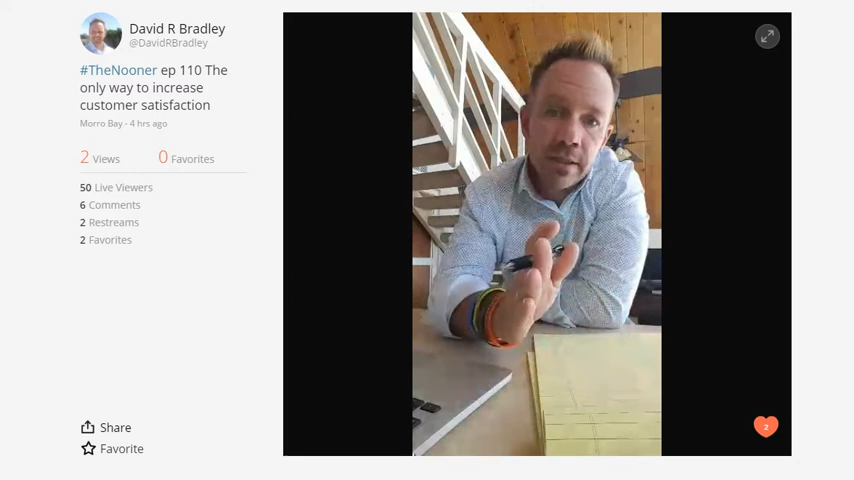 David R Bradley
@DavidRBradley
#TheNooner ep 110 The
only way to increase
customer satisfaction
Morro Bay - 4 hrs ago
2 Views 0 Favorites
50 Live Viewers
6 Comments
2 Restreams
2 Favorites
Share
Favorite
2